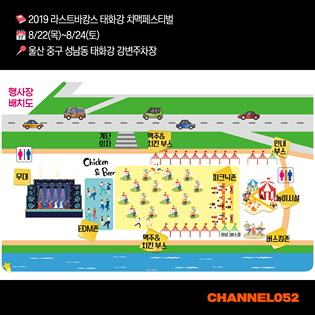 2019 라스트바캉스 태화강 치맥페스티벌
8/22(목)~8/24(토)
울산 중구 성남동 태화강 강변주차장
행사장
배치도
계단
의자
맥주&
치킨 부스
안내
부스
무대
Chicken
& Beer
피크닉존
놀이시설
EDM존
맥주&
치킨 부스
버스킹존
CHANNEL052